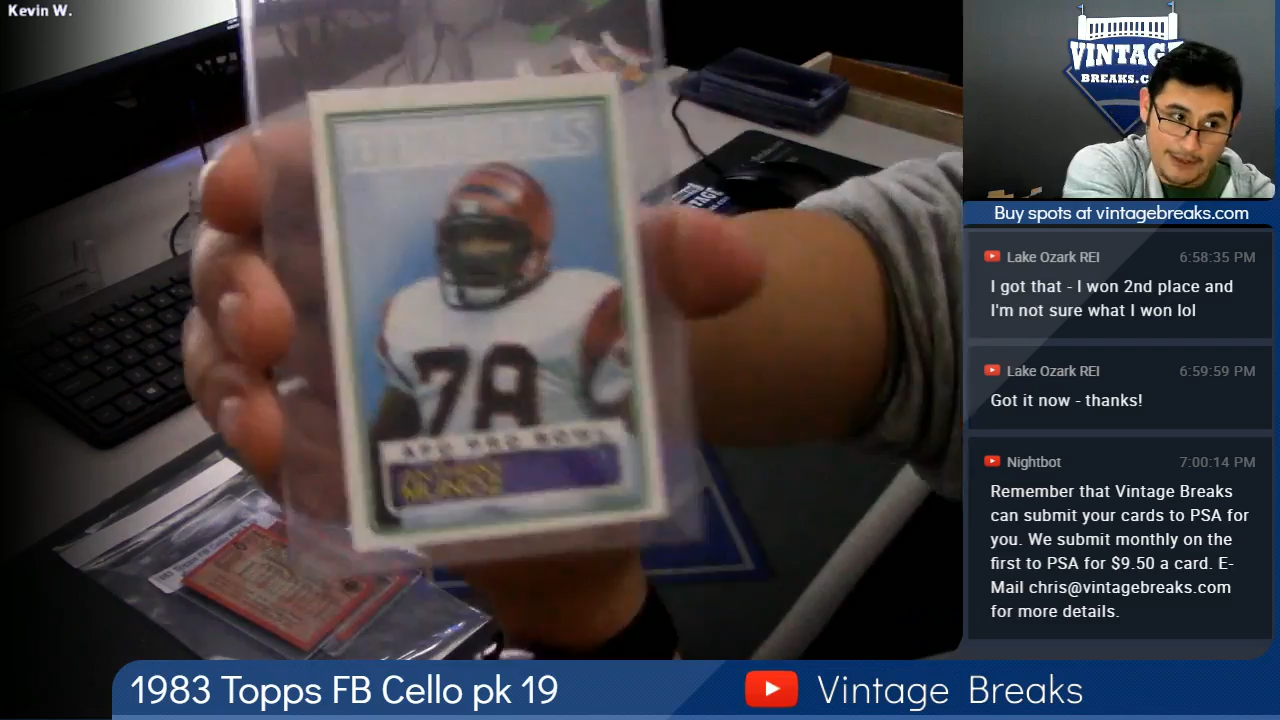 Kevin W.
BENGALS
78
AFC PRO BOWL
MUNOZ
VINTAGE
BREAKS.C
Buy spots at vintagebreaks.com
Lake Ozark REI 6:58:35 PM
I got that - I won 2nd place and
I'm not sure what I won lol
Lake Ozark REI 6:59:59 PM
Got it now - thanks!
Nightbot 7:00:14 PM
Remember that Vintage Breaks
can submit your cards to PSA for
you. We submit monthly on the
first to PSA for $9.50 a card. E-
Mail chris@vintagebreaks.com
for more details.
1983 Topps FB Cello pk 19
Vintage Breaks